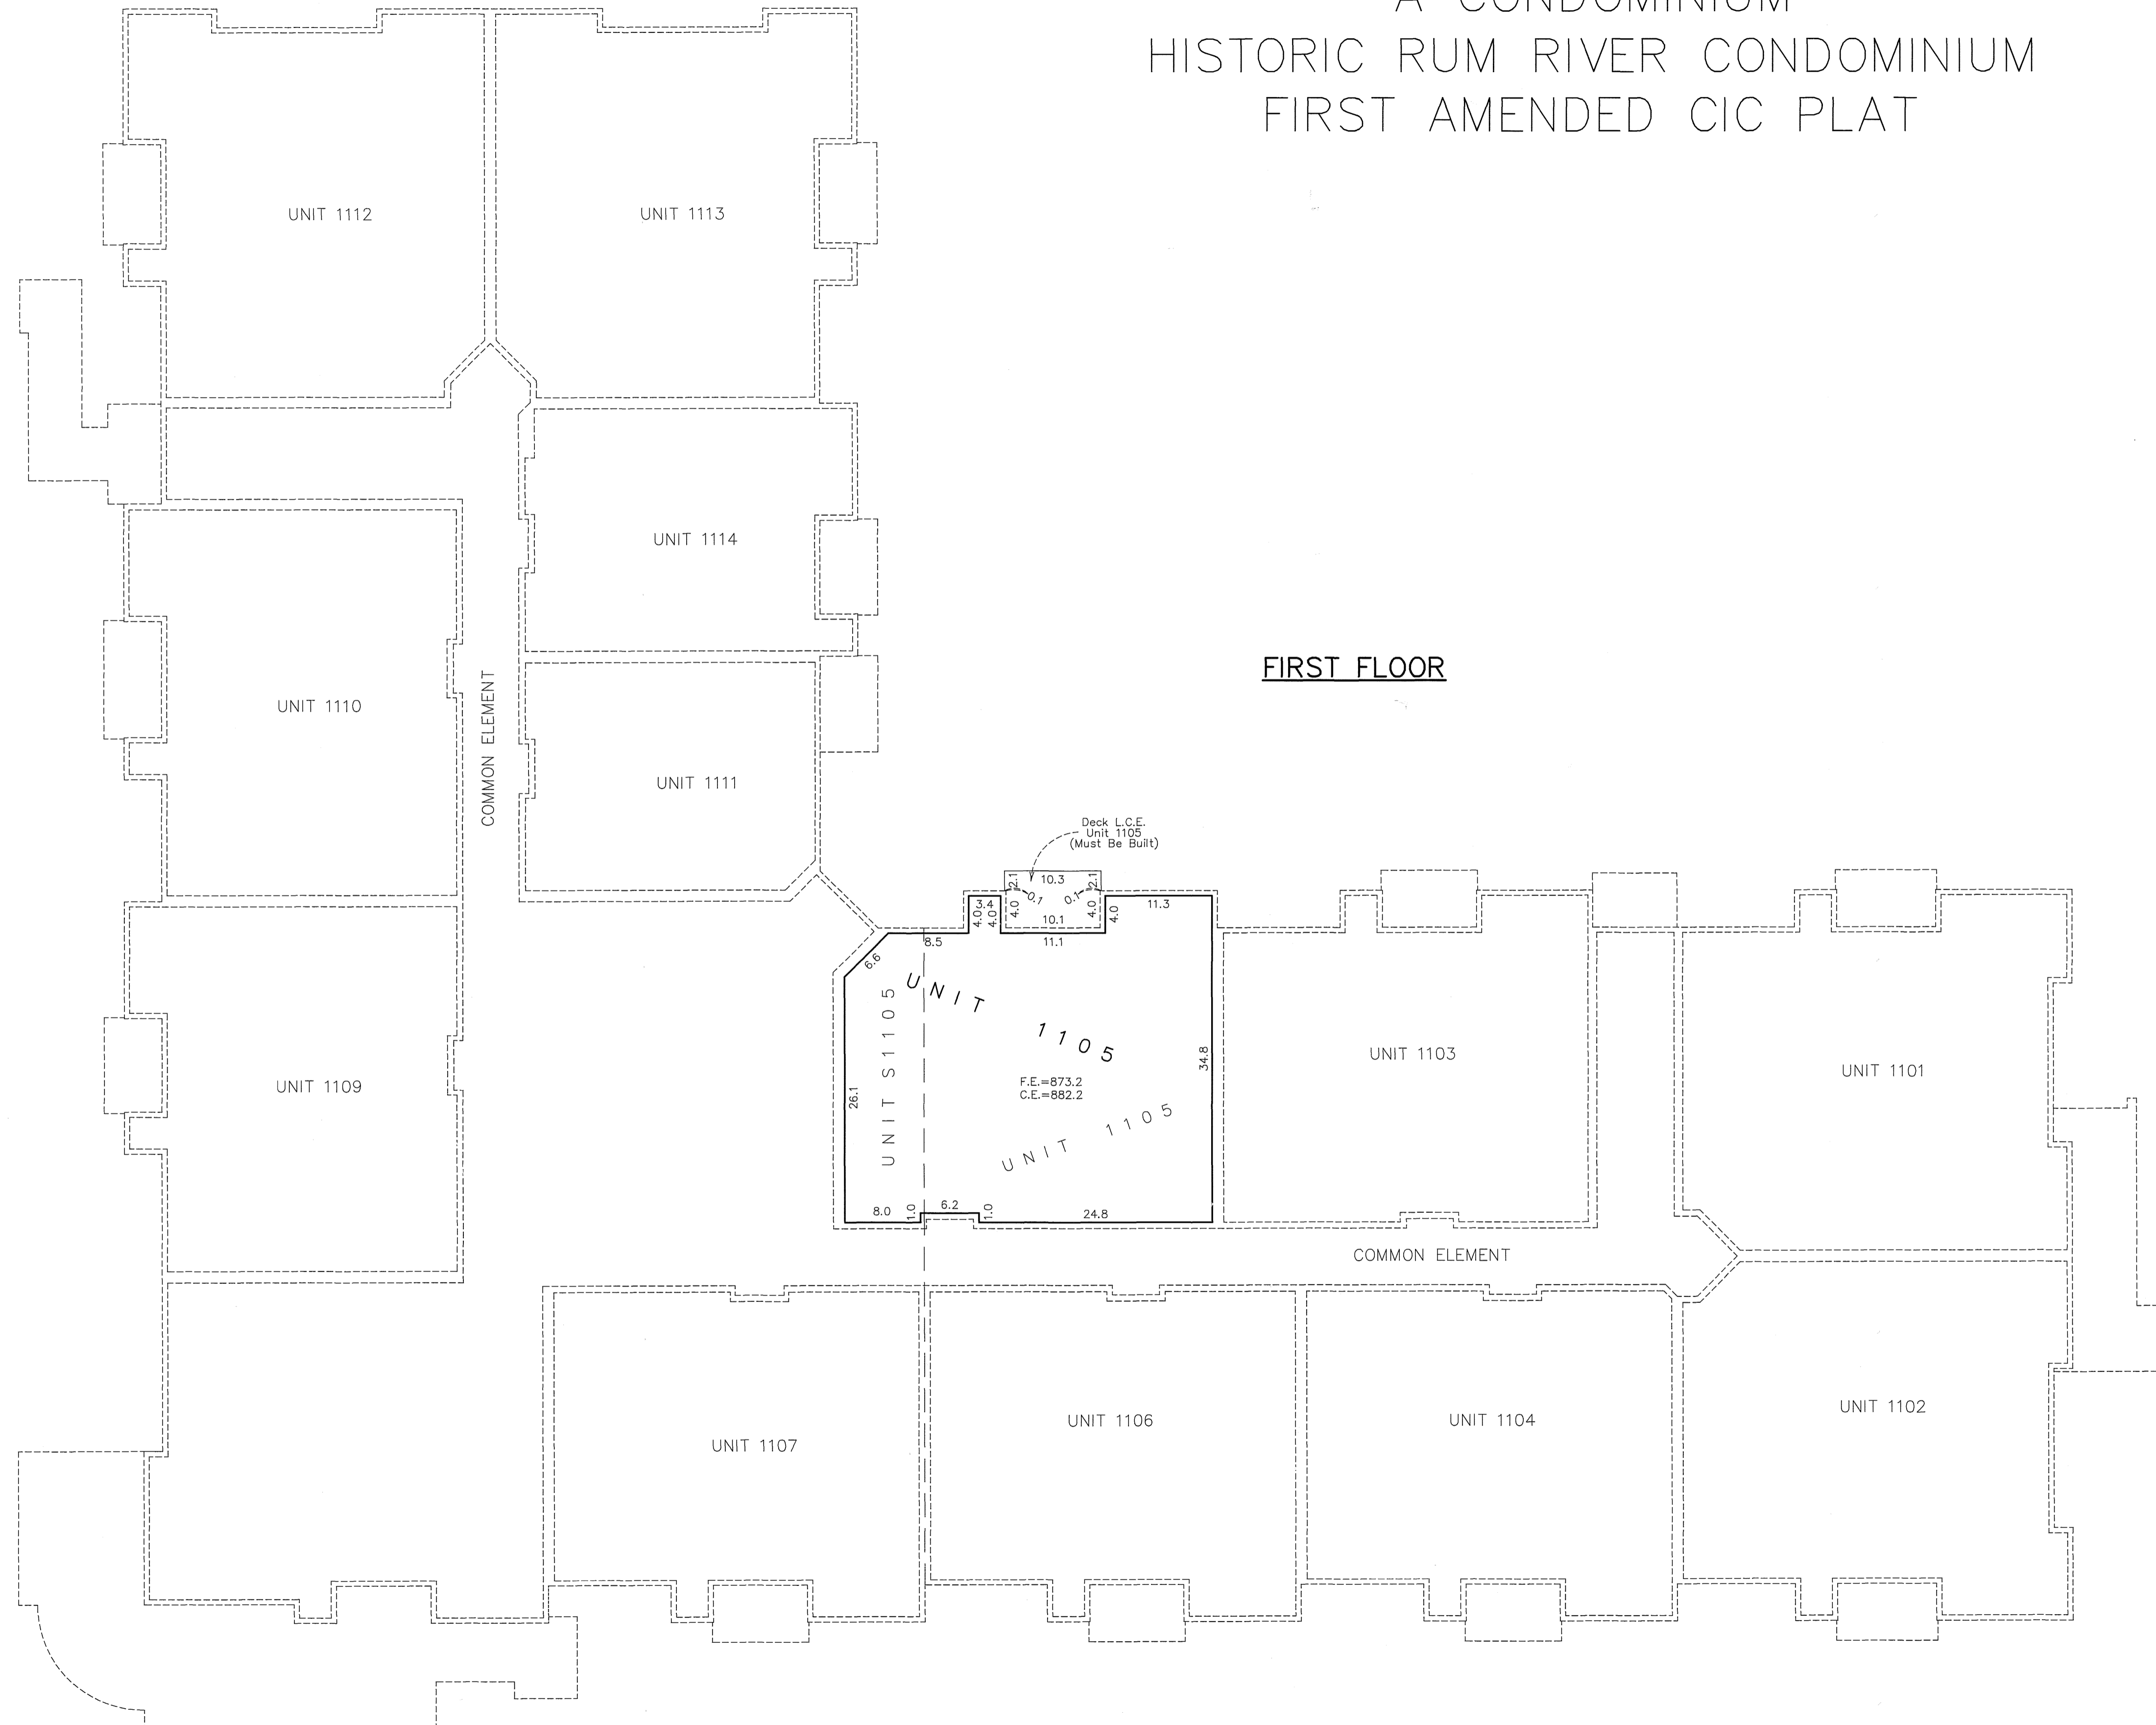 A CONDOMINIUM
HISTORIC RUM RIVER CONDOMINIUM
FIRST AMENDED CIC PLAT
UNIT 1112
UNIT 1113
UNIT 1114
FIRST FLOOR
UNIT 1110
COMMON ELEMENT
UNIT 1111
Deck L.C.E.
Unit 1105
(Must Be Built)
2.1
10.3
2.1
0.1
0.1
3.4
4.0
4.0
4.0
10.1
4.0
4.0
11.3
8.5
11.1
6.6
UNIT 1105
UNIT S1105
26.1
34.8
F.E.=873.2
C.E.=882.2
UNIT 1105
8.0
1.0
6.2
1.0
24.8
UNIT 1103
UNIT 1101
UNIT 1109
COMMON ELEMENT
UNIT 1107
UNIT 1106
UNIT 1104
UNIT 1102